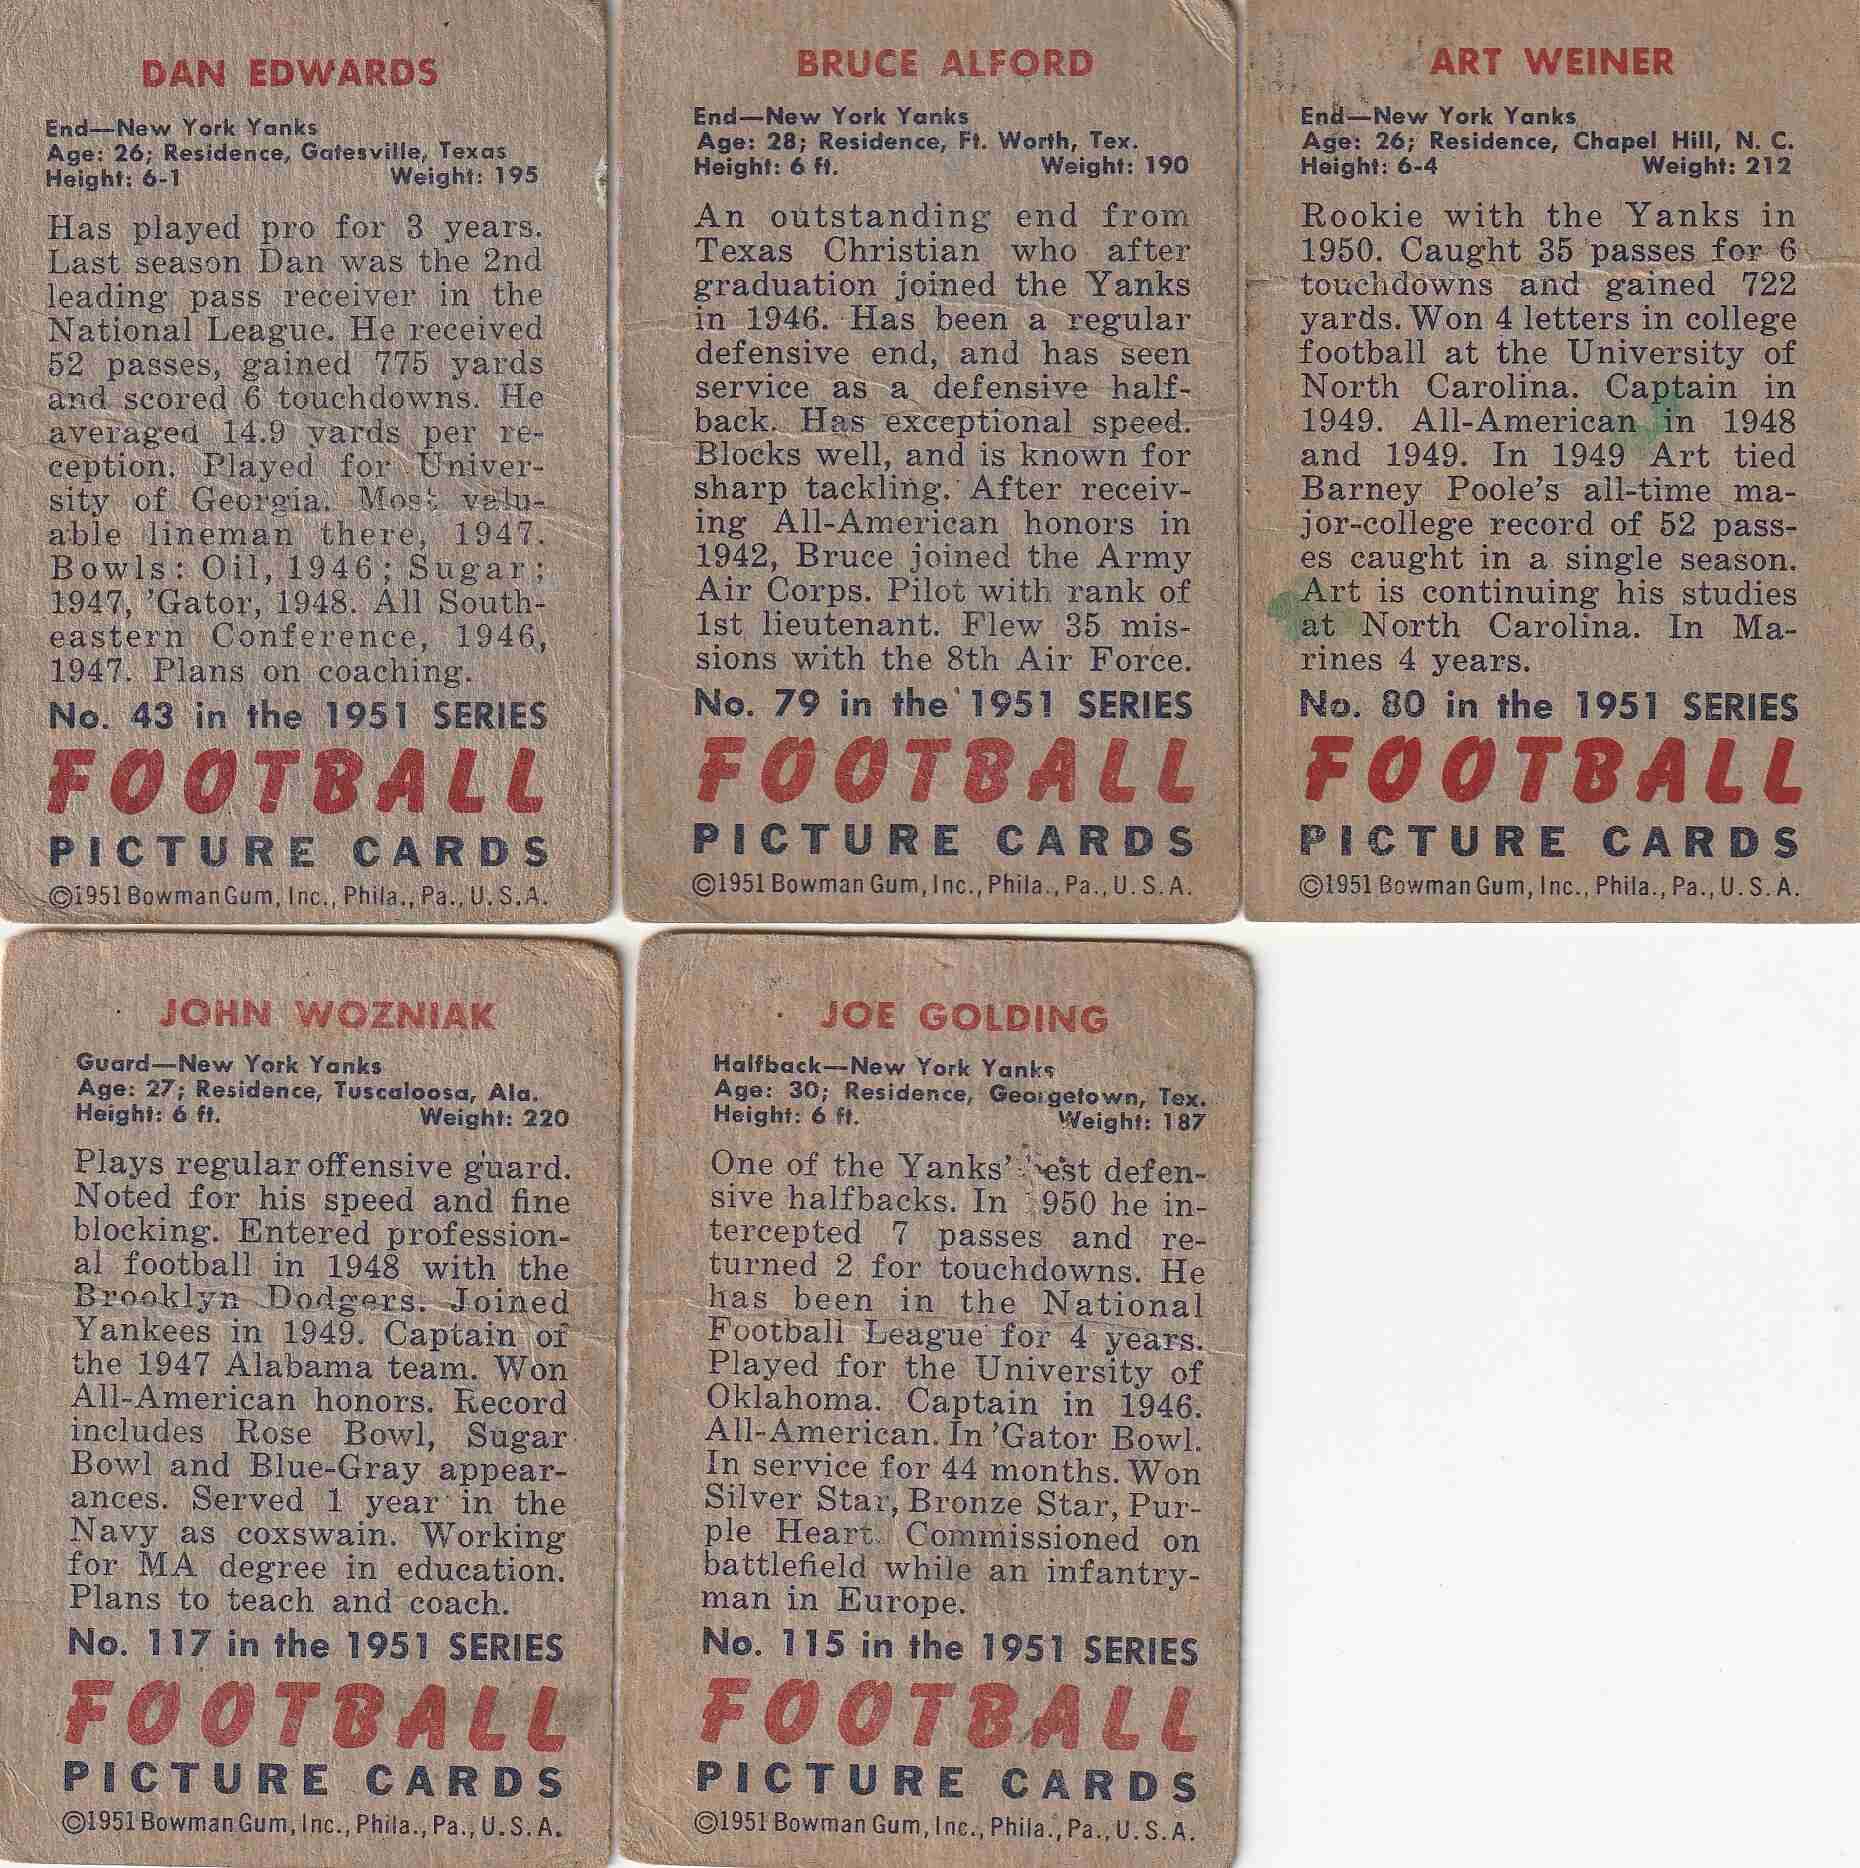 DAN EDWARDS
End—New York Yanks
Age: 26; Residence, Gatesville, Texas
Height: 6-1 Weight: 195
Has played pro for 3 years.
Last season Dan was the 2nd
leading pass receiver in the
National League. He received
52 passes, gained 775 yards
and scored 6 touchdowns. He
averaged 14.9 yards per re-
ception. Played for Univer-
sity of Georgia. Most valu-
able lineman there, 1947.
Bowls: Oil, 1946; Sugar;
1947, 'Gator, 1948. All South-
eastern Conference, 1946,
1947. Plans on coaching.
No. 43 in the 1951 SERIES
FOOTBALL
PICTURE CARDS
©1951 Bowman Gum, Inc., Phila., Pa., U.S.A.
BRUCE ALFORD
End—New York Yanks
Age: 28; Residence, Ft. Worth, Tex.
Height: 6 ft. Weight: 190
An outstanding end from
Texas Christian who after
graduation joined the Yanks
in 1946. Has been a regular
defensive end, and has seen
service as a defensive half-
back. Has exceptional speed.
Blocks well, and is known for
sharp tackling. After receiv-
ing All-American honors in
1942, Bruce joined the Army
Air Corps. Pilot with rank of
1st lieutenant. Flew 35 mis-
sions with the 8th Air Force.
No. 79 in the 1951 SERIES
FOOTBALL
PICTURE CARDS
©1951 Bowman Gum, Inc., Phila., Pa., U.S.A.
ART WEINER
End—New York Yanks
Age: 26; Residence, Chapel Hill, N. C.
Height: 6-4 Weight: 212
Rookie with the Yanks in
1950. Caught 35 passes for 6
touchdowns and gained 722
yards. Won 4 letters in college
football at the University of
North Carolina. Captain in
1949. All-American in 1948
and 1949. In 1949 Art tied
Barney Poole's all-time ma-
jor-college record of 52 pass-
es caught in a single season.
Art is continuing his studies
at North Carolina. In Ma-
rines 4 years.
No. 80 in the 1951 SERIES
FOOTBALL
PICTURE CARDS
©1951 Bowman Gum, Inc., Phila., Pa., U.S.A.
JOHN WOZNIAK
Guard—New York Yanks
Age: 27; Residence, Tuscaloosa, Ala.
Height: 6 ft. Weight: 220
Plays regular offensive guard.
Noted for his speed and fine
blocking. Entered profession-
al football in 1948 with the
Brooklyn Dodgers. Joined
Yankees in 1949. Captain of
the 1947 Alabama team. Won
All-American honors. Record
includes Rose Bowl, Sugar
Bowl and Blue-Gray appear-
ances. Served 1 year in the
Navy as coxswain. Working
for MA degree in education.
Plans to teach and coach.
No. 117 in the 1951 SERIES
FOOTBALL
PICTURE CARDS
©1951 Bowman Gum, Inc., Phila., Pa., U.S.A.
JOE GOLDING
Halfback—New York Yanks
Age: 30; Residence, Georgetown, Tex.
Height: 6 ft. Weight: 187
One of the Yanks' best defen-
sive halfbacks. In 1950 he in-
tercepted 7 passes and re-
turned 2 for touchdowns. He
has been in the National
Football League for 4 years.
Played for the University of
Oklahoma. Captain in 1946.
All-American. In 'Gator Bowl.
In service for 44 months. Won
Silver Star, Bronze Star, Pur-
ple Heart. Commissioned on
battlefield while an infantry-
man in Europe.
No. 115 in the 1951 SERIES
FOOTBALL
PICTURE CARDS
©1951 Bowman Gum, Inc., Phila., Pa., U.S.A.